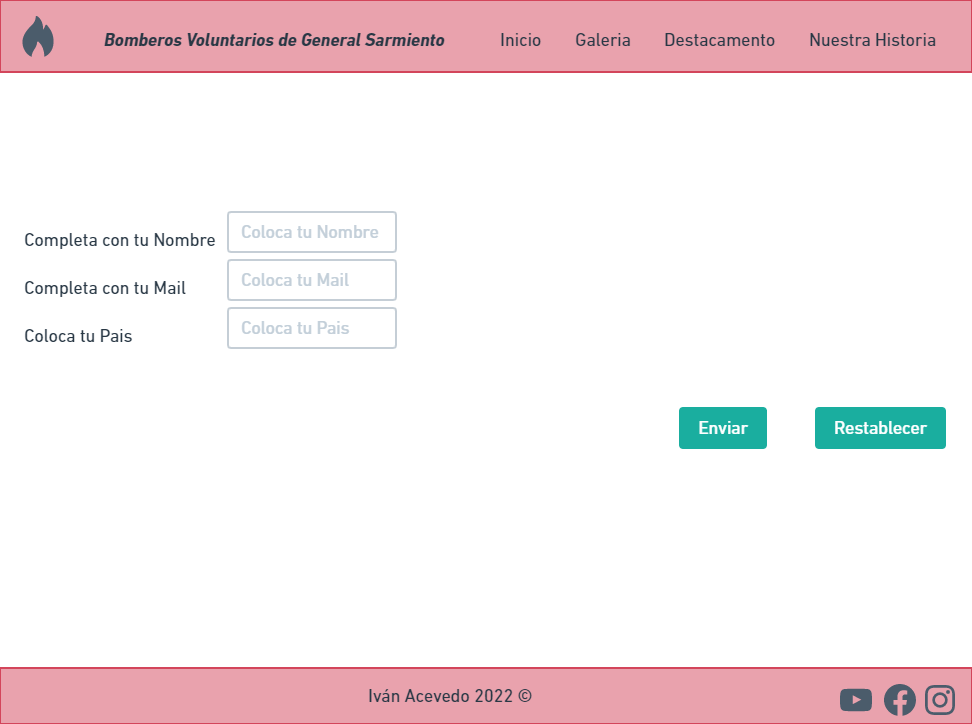 Bomberos Voluntarios de General Sarmiento Inicio Galeria Destacamento Nuestra Historia
Completa con tu Nombre Coloca tu Nombre
Completa con tu Mail Coloca tu Mail
Coloca tu Pais Coloca tu Pais
Enviar Restablecer
Iván Acevedo 2022 ©